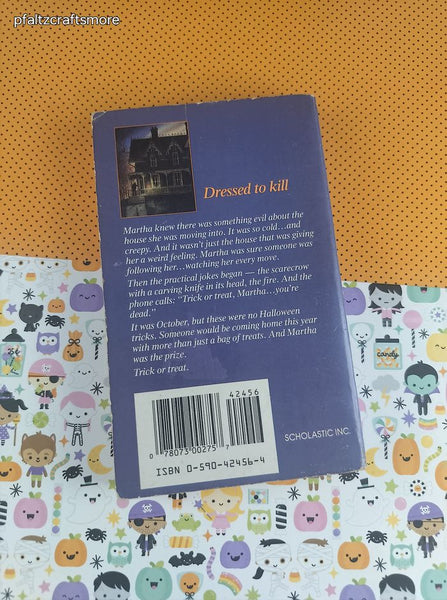 pfaltzcraftsmore
Dressed to kill
Martha knew there was something evil about the
house she was moving into. It was so cold...and
creepy. And it wasn't just the house that was giving
her a weird feeling. Martha was sure someone was
following her...watching her every move.
Then the practical jokes began — the scarecrow
with a carving knife in its head, the fire. And the
phone calls: "Trick or treat, Martha...you're
dead."
It was October, but these were no Halloween
tricks. Someone would be coming home this year
with more than just a bag of treats. And Martha
was the prize.
Trick or treat.
42456
0 78073 00275 7
ISBN 0-590-42456-4
SCHOLASTIC INC.
candy